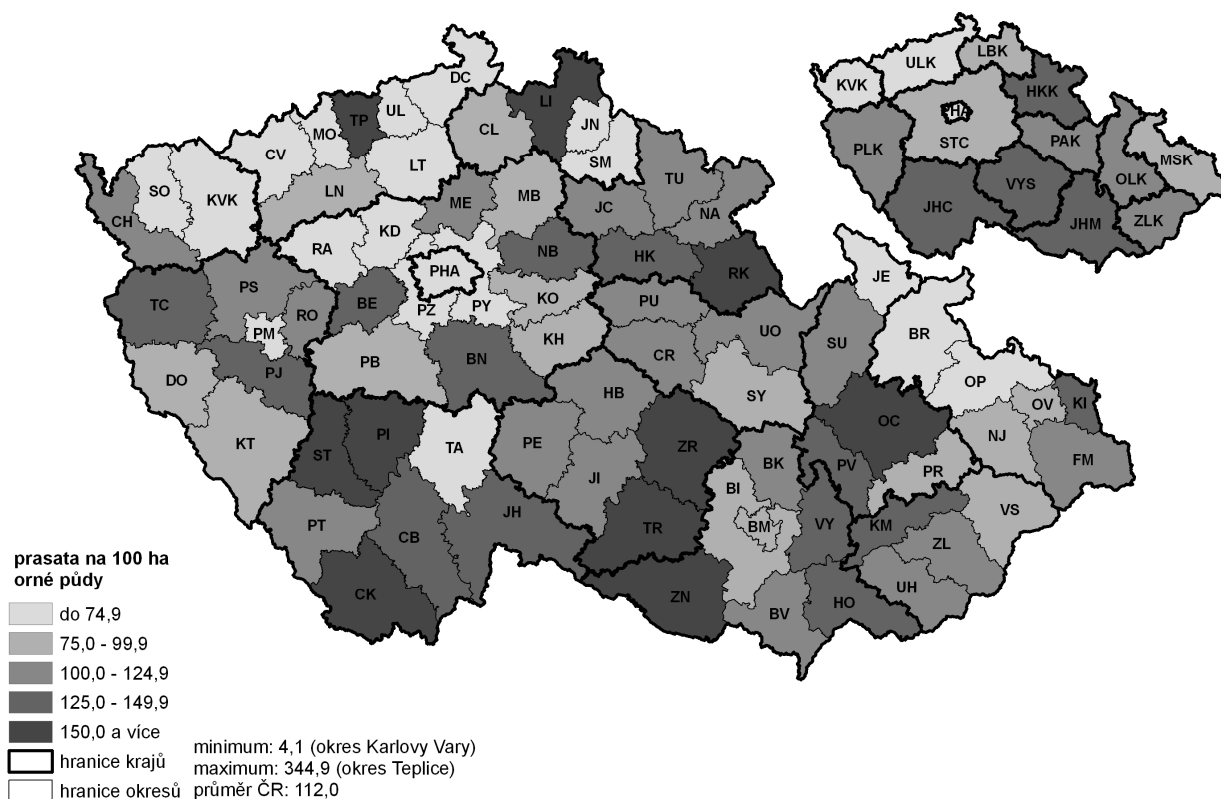 DC
LI
TP
UL
MO
CL
JN
CV
LT
SM
SO
KVK
LN
TU
CH
ME
MB
JC
NA
RA
KD
NB
HK
RK
PHA
TC
PS
BE
RO
PZ
PY
KO
PU
JE
PM
KH
UO
SU
BR
PJ
PB
BN
CR
DO
OP
HB
SY
OV
KI
KT
ST
PI
TA
PE
ZR
OC
NJ
FM
JI
BK
PV
PR
BI
VS
PT
CB
JH
TR
BM
VY
KM
ZL
CK
ZN
BV
HO
UH
KVK
ULK
LBK
HKK
PHA
STC
PLK
PAK
MSK
VYS
OLK
JHC
JHM
ZLK
prasata na 100 ha
orné půdy
do 74,9
75,0 - 99,9
100,0 - 124,9
125,0 - 149,9
150,0 a více
hranice krajů
hranice okresů
minimum: 4,1 (okres Karlovy Vary)
maximum: 344,9 (okres Teplice)
průměr ČR: 112,0